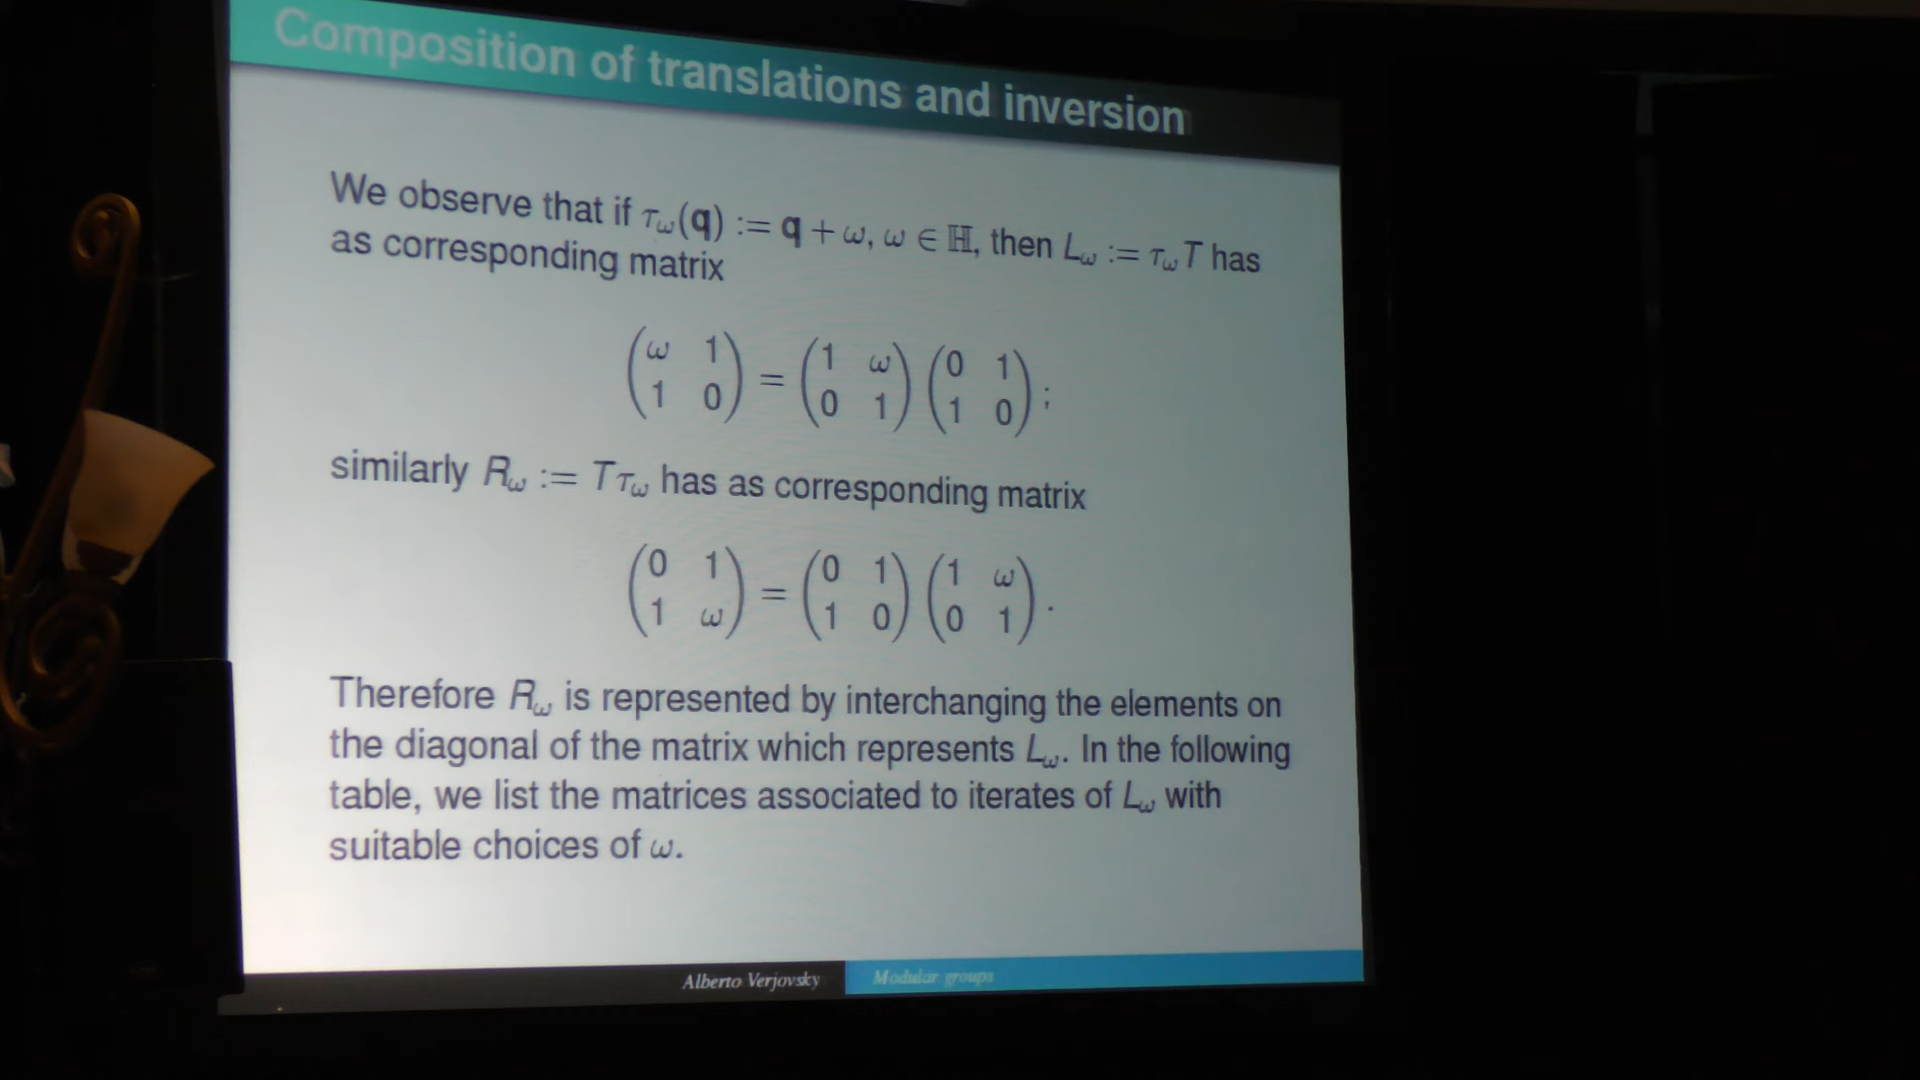 Composition of translations and inversion
We observe that if τ_ω(𝐪) := 𝐪 + ω, ω ∈ ℍ, then L_ω := τ_ω T has
as corresponding matrix
(ω 1; 1 0) = (1 ω; 0 1) (0 1; 1 0);
similarly R_ω := T τ_ω has as corresponding matrix
(0 1; 1 ω) = (0 1; 1 0) (1 ω; 0 1).
Therefore R_ω is represented by interchanging the elements on
the diagonal of the matrix which represents L_ω. In the following
table, we list the matrices associated to iterates of L_ω with
suitable choices of ω.
Alberto Verjovsky Modular groups